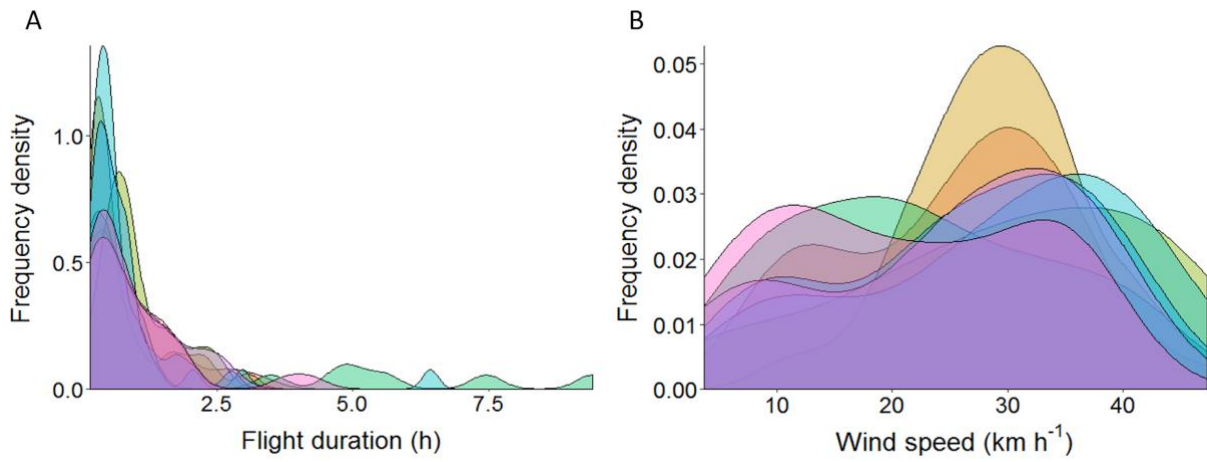 A
Frequency density
1.0
0.5
0.0
2.5 5.0 7.5
Flight duration (h)
B
Frequency density
0.05
0.04
0.03
0.02
0.01
0.00
10 20 30 40
Wind speed (km h⁻¹)